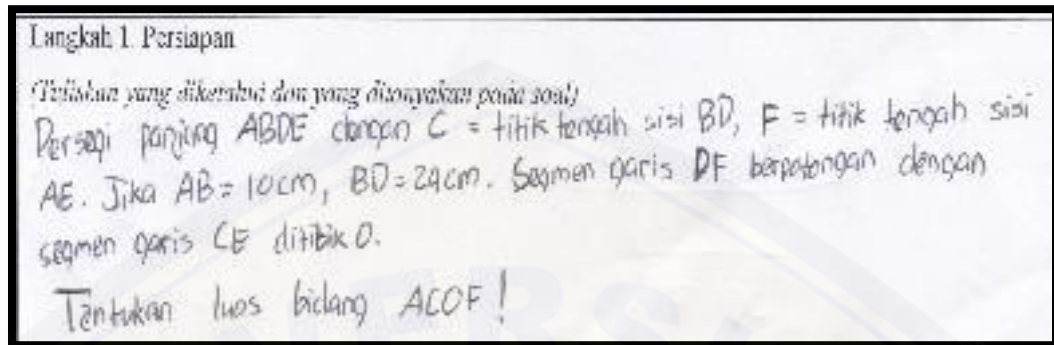 Langkah 1. Persiapan
(Tuliskan yang diketahui dan yang ditanyakan pada soal)
Persegi panjang ABDE dengan C = titik tengah sisi BD, F = titik tengah sisi
AE. Jika AB = 10cm, BD = 24cm. Segmen garis DF berpotongan dengan
segmen garis CE dititik O.
Tentukan luas bidang ACOF!